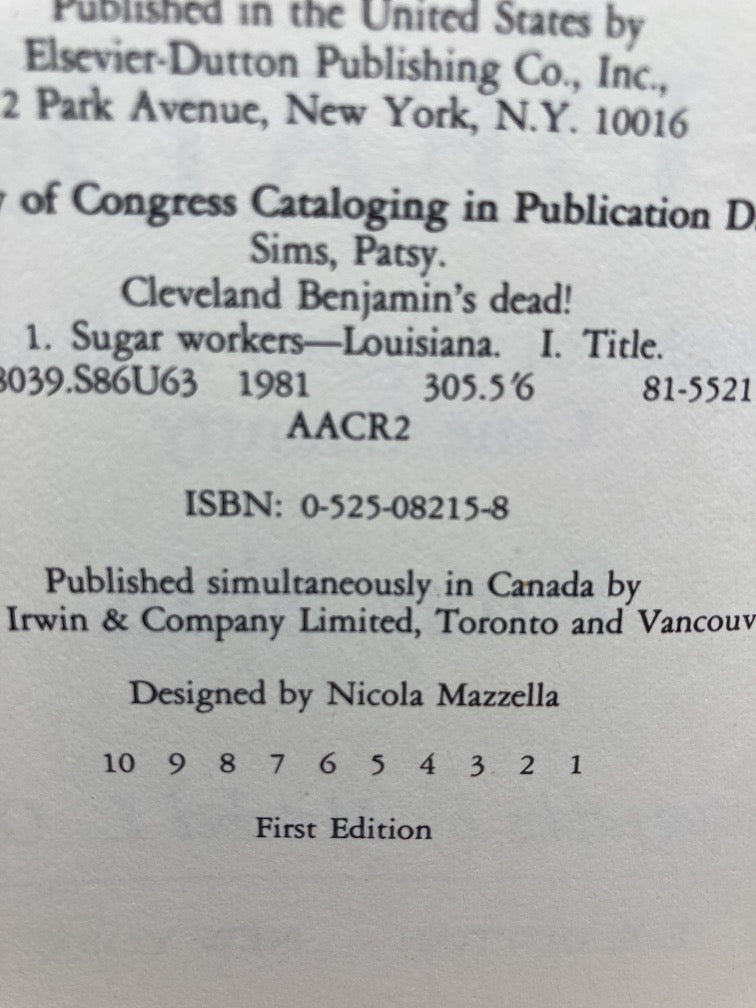 Published in the United States by
Elsevier-Dutton Publishing Co., Inc.,
2 Park Avenue, New York, N.Y. 10016
of Congress Cataloging in Publication
Sims, Patsy.
Cleveland Benjamin's dead!
1. Sugar workers—Louisiana. I. Title.
8039.S86U63 1981 305.5'6 81-5521
AACR2
ISBN: 0-525-08215-8
Published simultaneously in Canada by
Irwin & Company Limited, Toronto and Vancouv
Designed by Nicola Mazzella
10 9 8 7 6 5 4 3 2 1
First Edition